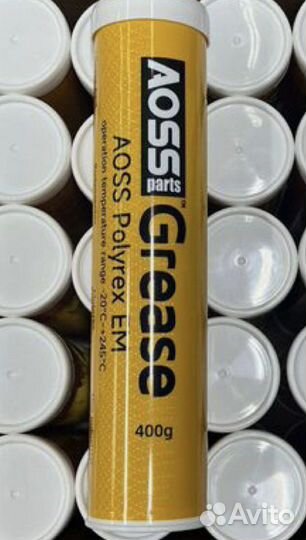 AOSS
parts
Grease
AOSS Polyrex EM
operation temperature range -20°C~+245°C
400g
Avito